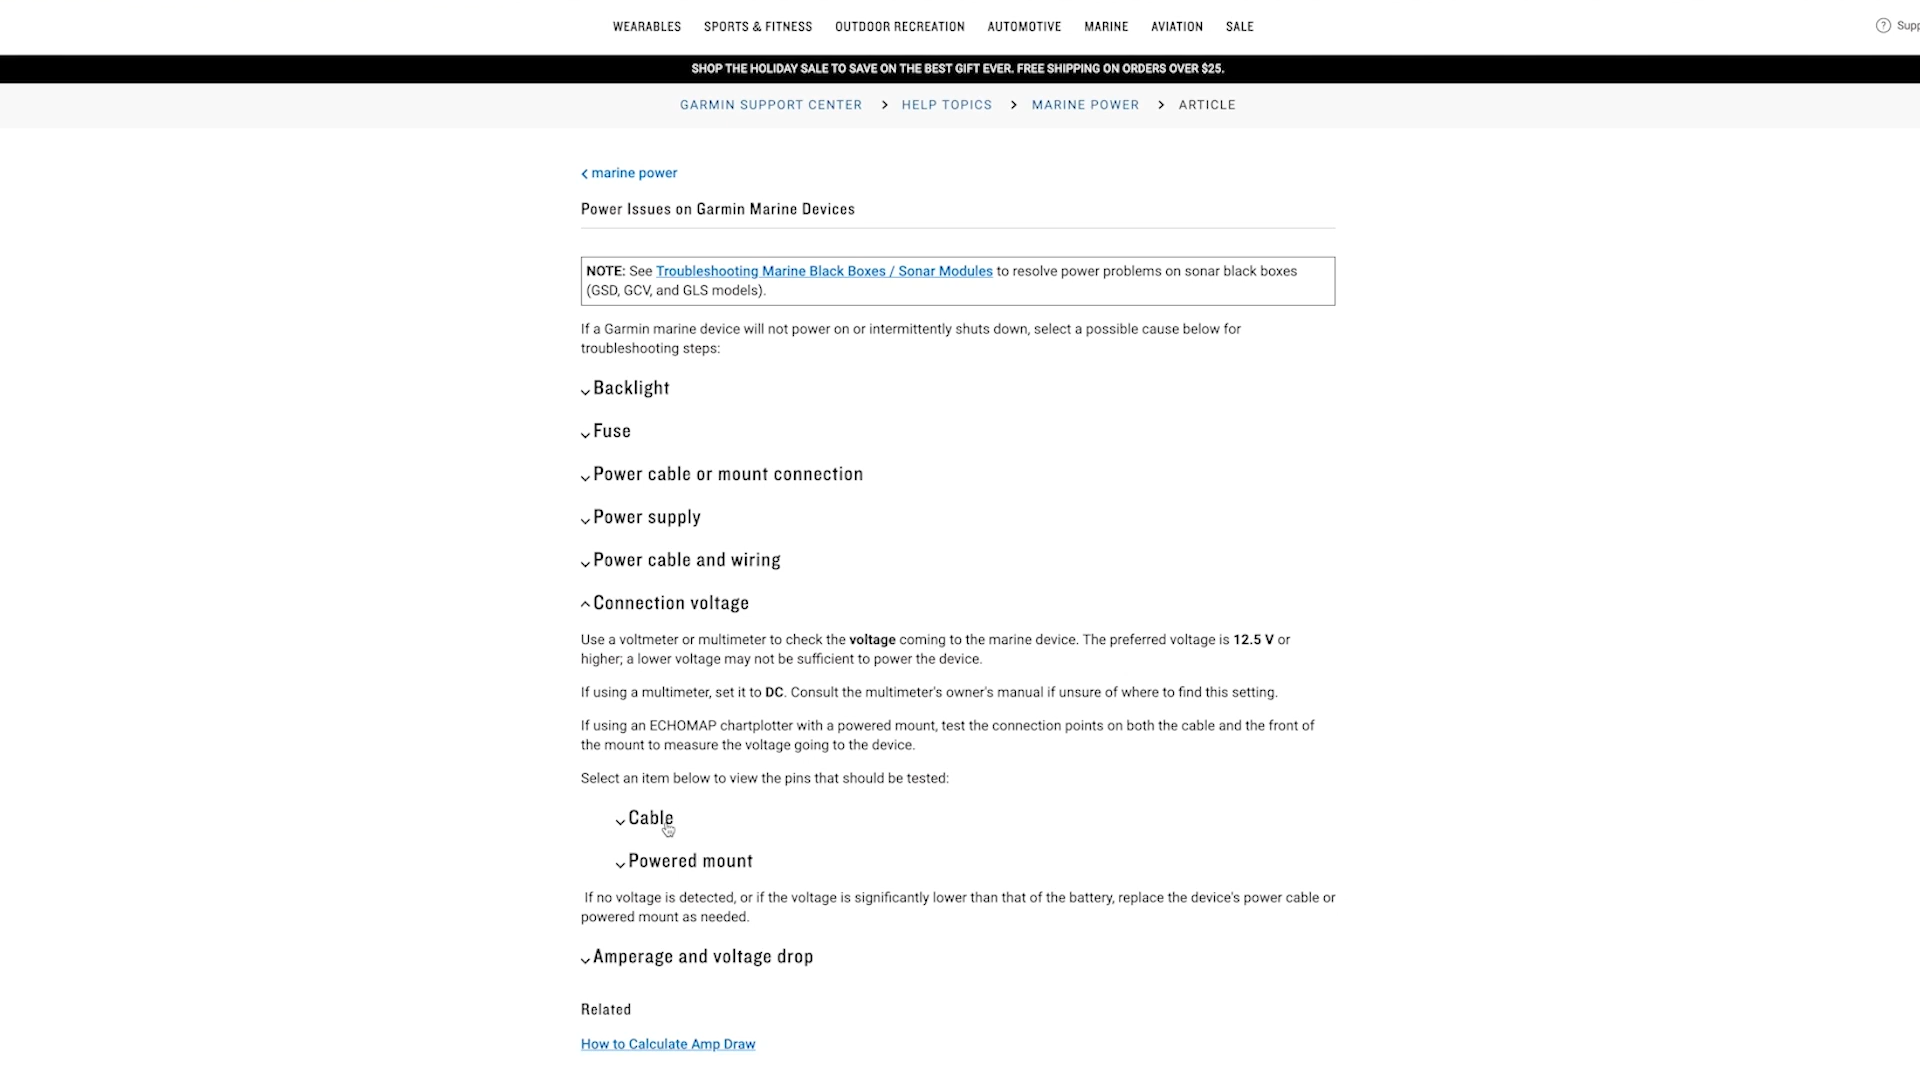 WEARABLES SPORTS & FITNESS OUTDOOR RECREATION AUTOMOTIVE MARINE AVIATION SALE
SHOP THE HOLIDAY SALE TO SAVE ON THE BEST GIFT EVER. FREE SHIPPING ON ORDERS OVER $25.
GARMIN SUPPORT CENTER > HELP TOPICS > MARINE POWER > ARTICLE
marine power
Power Issues on Garmin Marine Devices
NOTE: See Troubleshooting Marine Black Boxes / Sonar Modules to resolve power problems on sonar black boxes
(GSD, GCV, and GLS models).
If a Garmin marine device will not power on or intermittently shuts down, select a possible cause below for
troubleshooting steps:
Backlight
Fuse
Power cable or mount connection
Power supply
Power cable and wiring
Connection voltage
Use a voltmeter or multimeter to check the voltage coming to the marine device. The preferred voltage is 12.5 V or
higher; a lower voltage may not be sufficient to power the device.
If using a multimeter, set it to DC. Consult the multimeter's owner's manual if unsure of where to find this setting.
If using an ECHOMAP chartplotter with a powered mount, test the connection points on both the cable and the front of
the mount to measure the voltage going to the device.
Select an item below to view the pins that should be tested:
Cable
Powered mount
If no voltage is detected, or if the voltage is significantly lower than that of the battery, replace the device's power cable or
powered mount as needed.
Amperage and voltage drop
Related
How to Calculate Amp Draw